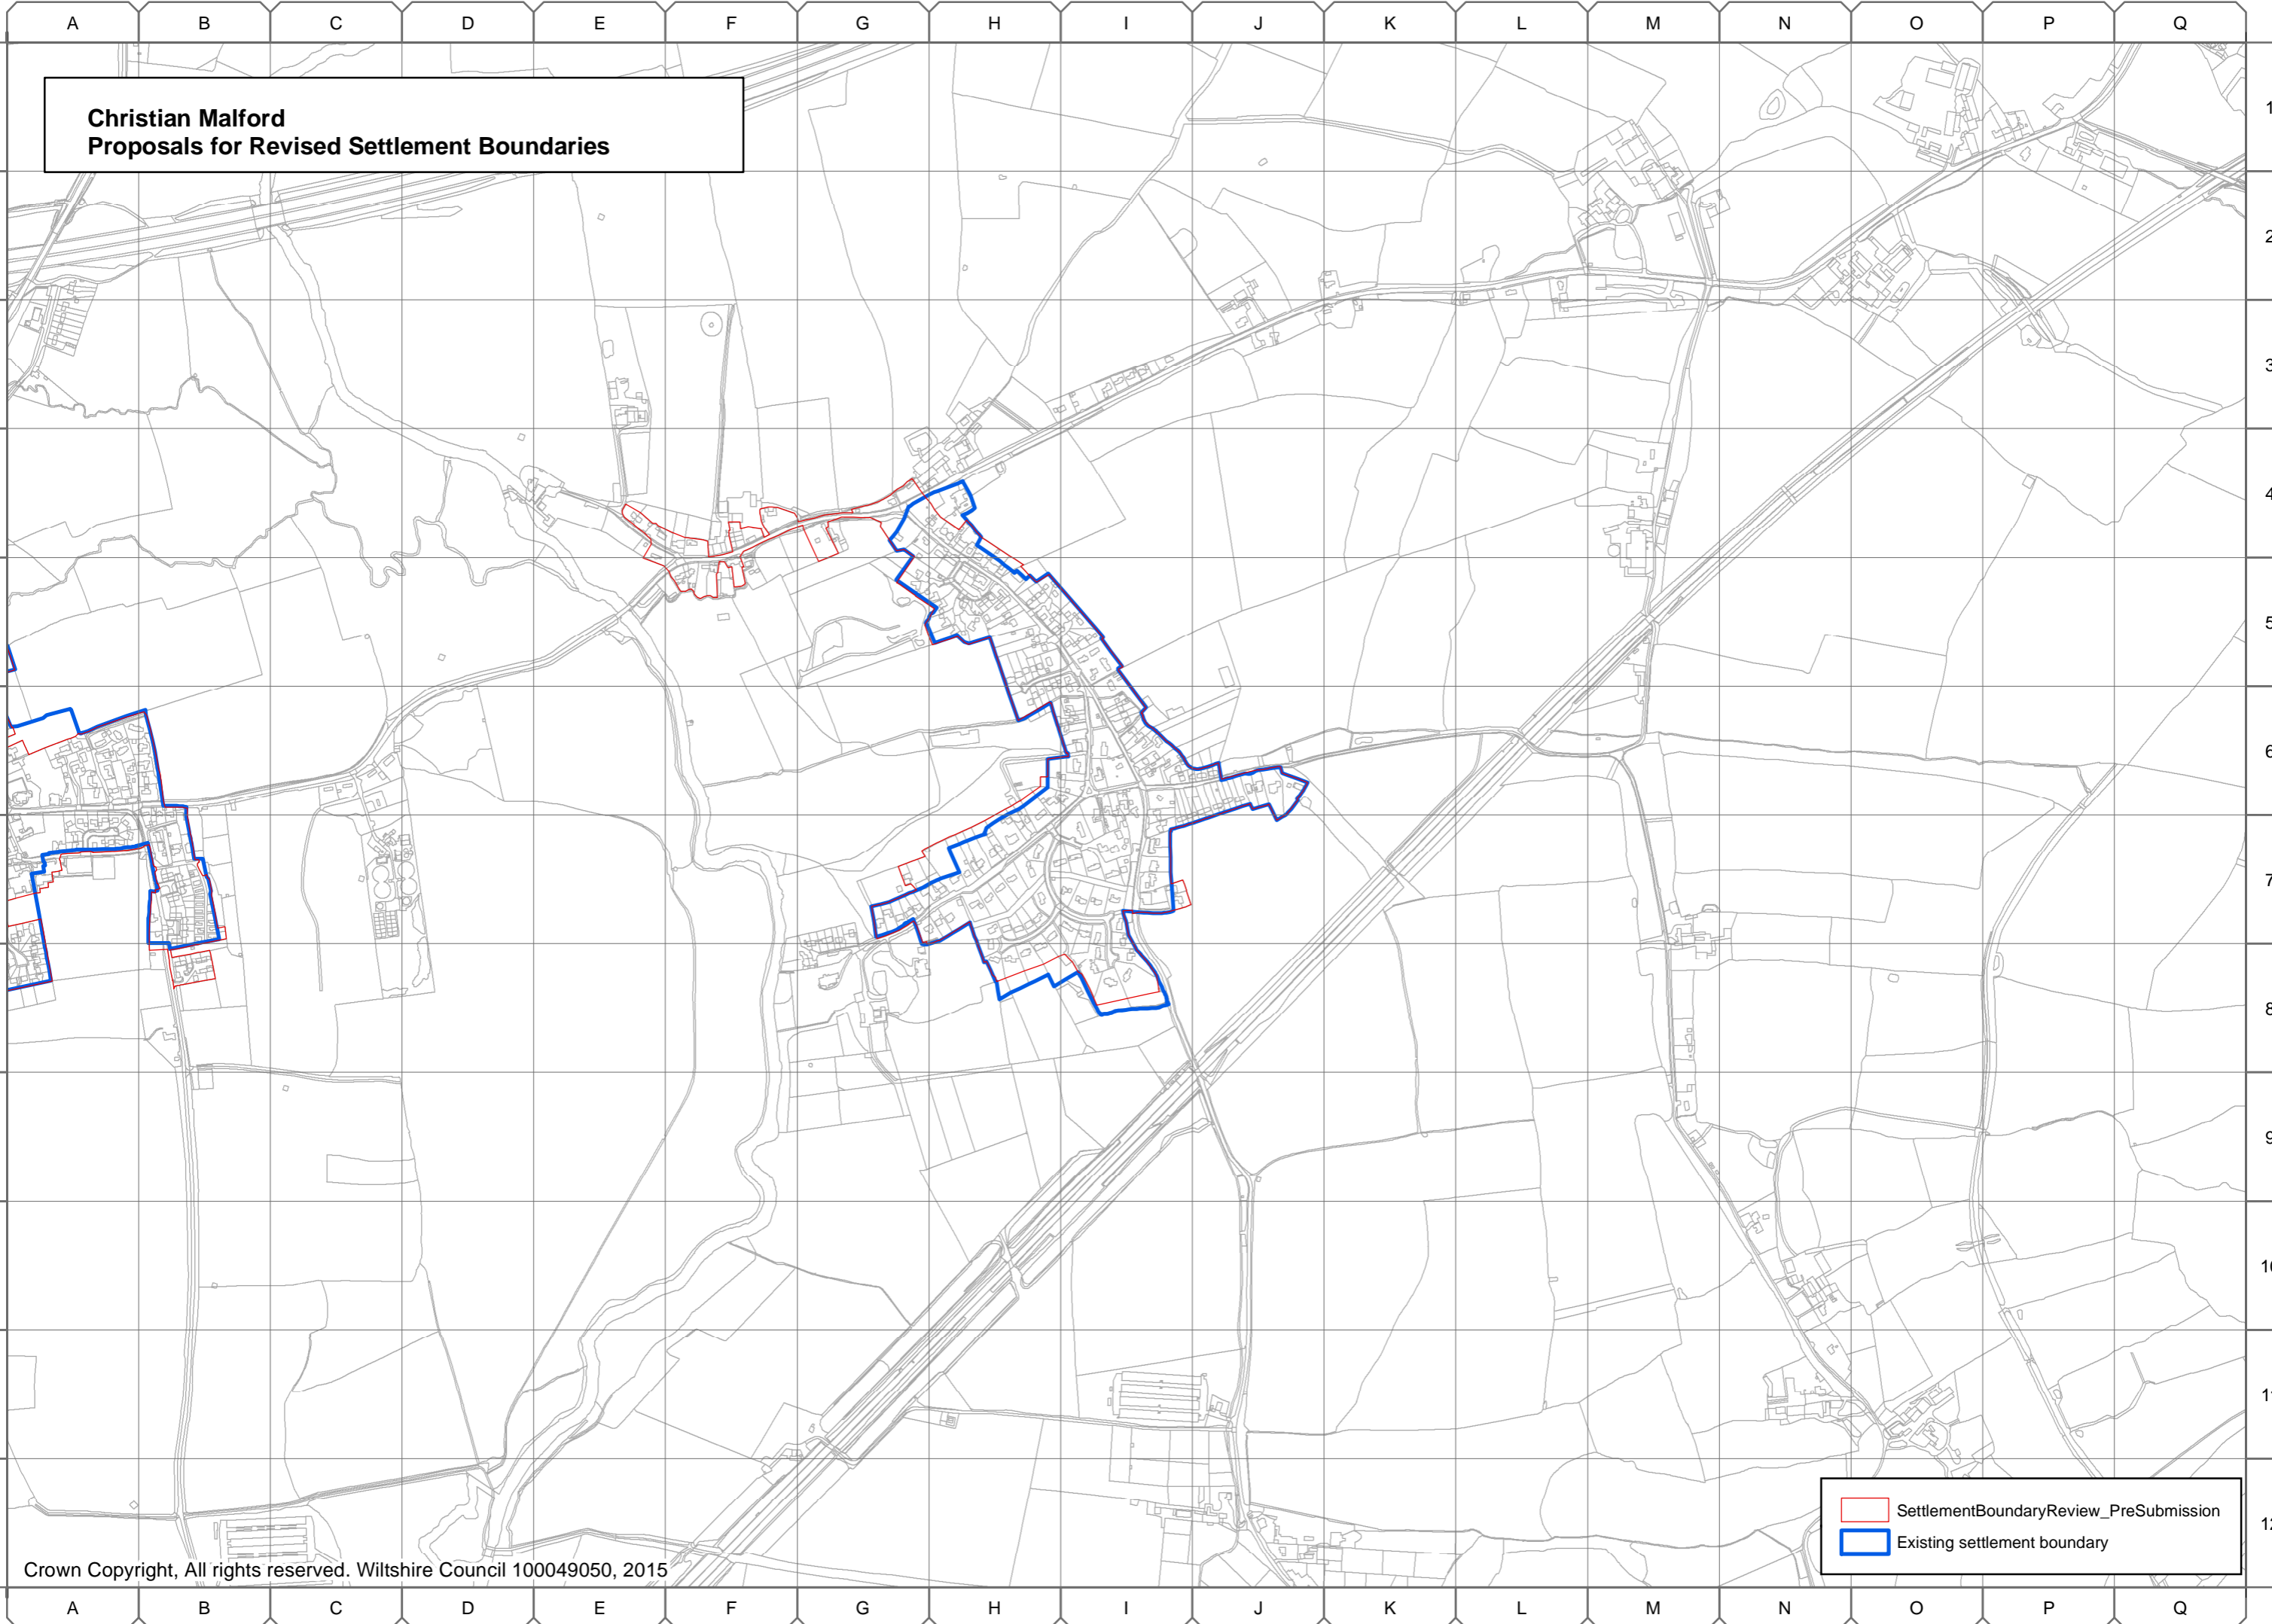 A B C D E F G H I J K L M N O P Q
Christian Malford
Proposals for Revised Settlement Boundaries
1
2
3
4
5
6
7
8
9
10
11
12
SettlementBoundaryReview_PreSubmission
Existing settlement boundary
Crown Copyright, All rights reserved. Wiltshire Council 100049050, 2015
A B C D E F G H I J K L M N O P Q